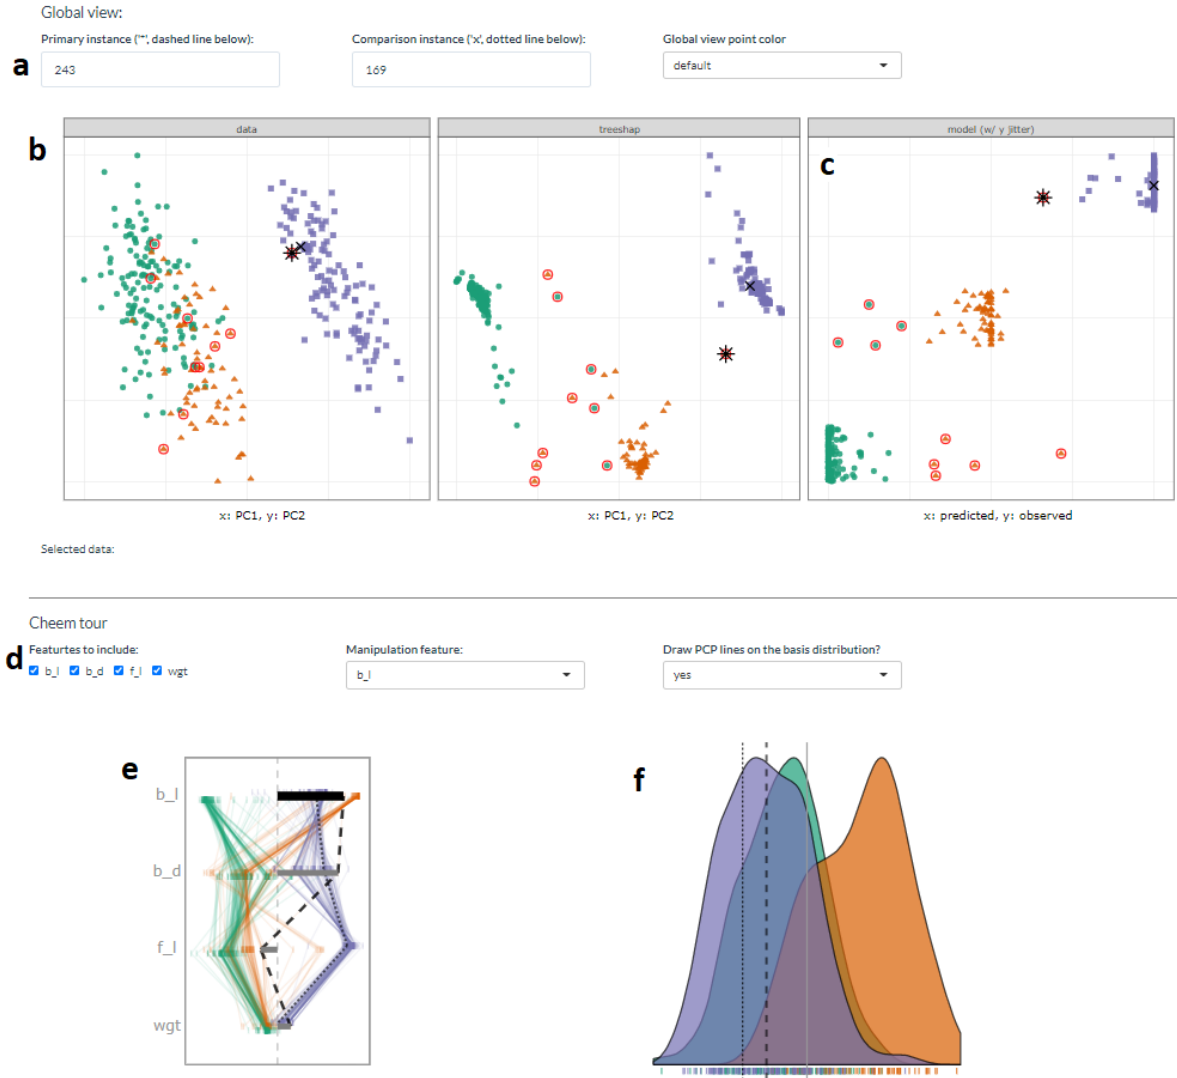 Global view:
Primary instance ('*', dashed line below):
Comparison instance ('x', dotted line below):
Global view point color
a
243
169
default
data
treeshap
model (w/ y jitter)
b
c
x: PC1, y: PC2
x: PC1, y: PC2
x: predicted, y: observed
Selected data:
Cheem tour
d
Featurtes to include:
Manipulation feature:
Draw PCP lines on the basis distribution?
b_l b_d f_l wgt
b_l
yes
e
f
b_l
b_d
f_l
wgt